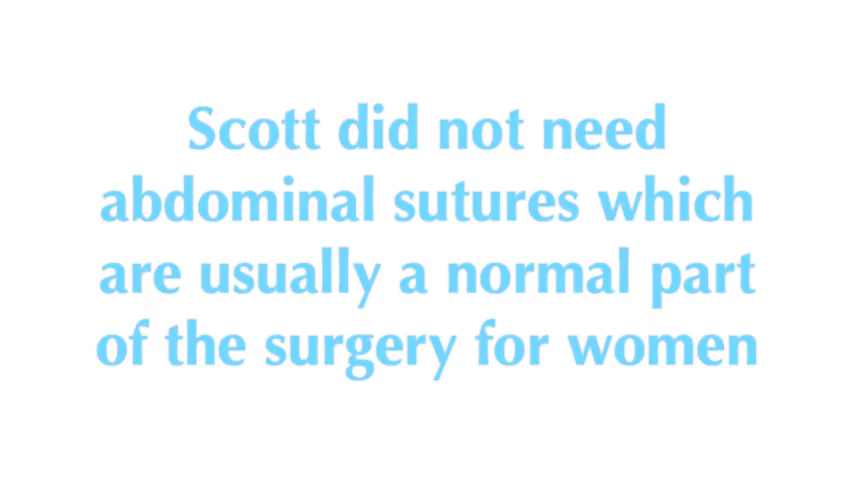 Scott did not need
abdominal sutures which
are usually a normal part
of the surgery for women